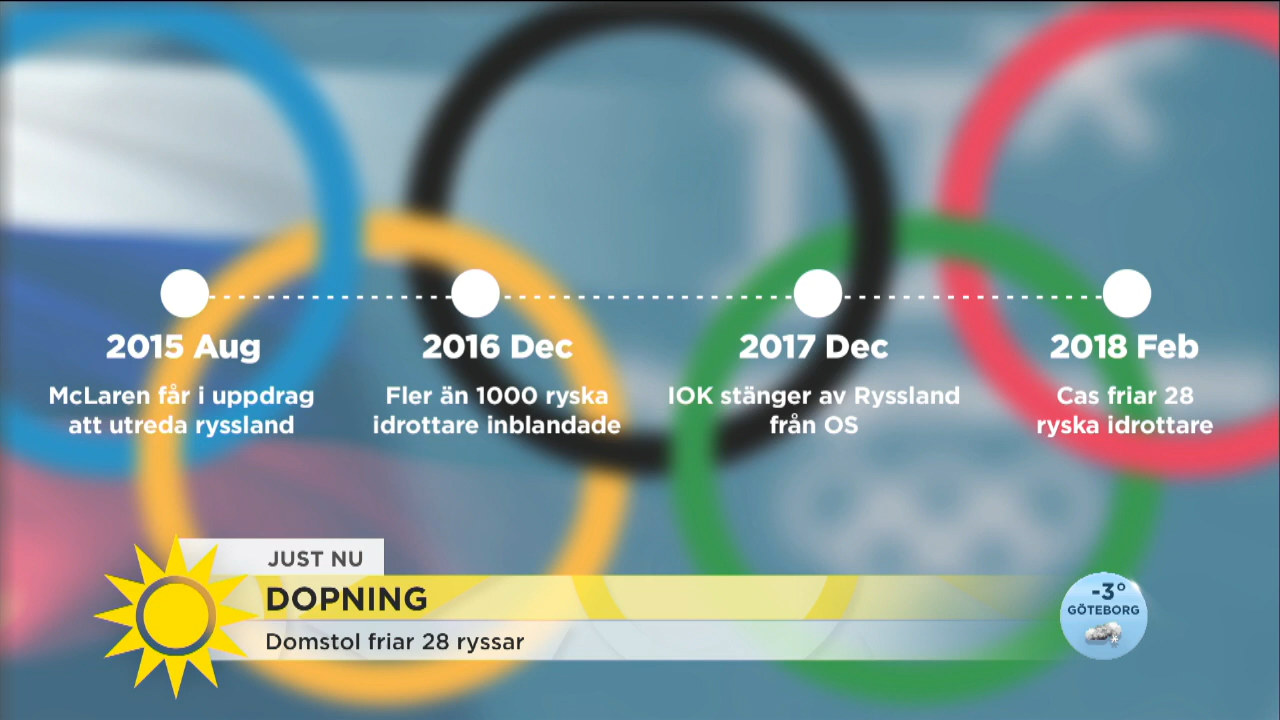 2015 Aug
McLaren får i uppdrag
att utreda ryssland
2016 Dec
Fler än 1000 ryska
idrottare inblandade
2017 Dec
IOK stänger av Ryssland
från OS
2018 Feb
Cas friar 28
ryska idrottare
JUST NU
DOPNING
Domstol friar 28 ryssar
-3°
GÖTEBORG